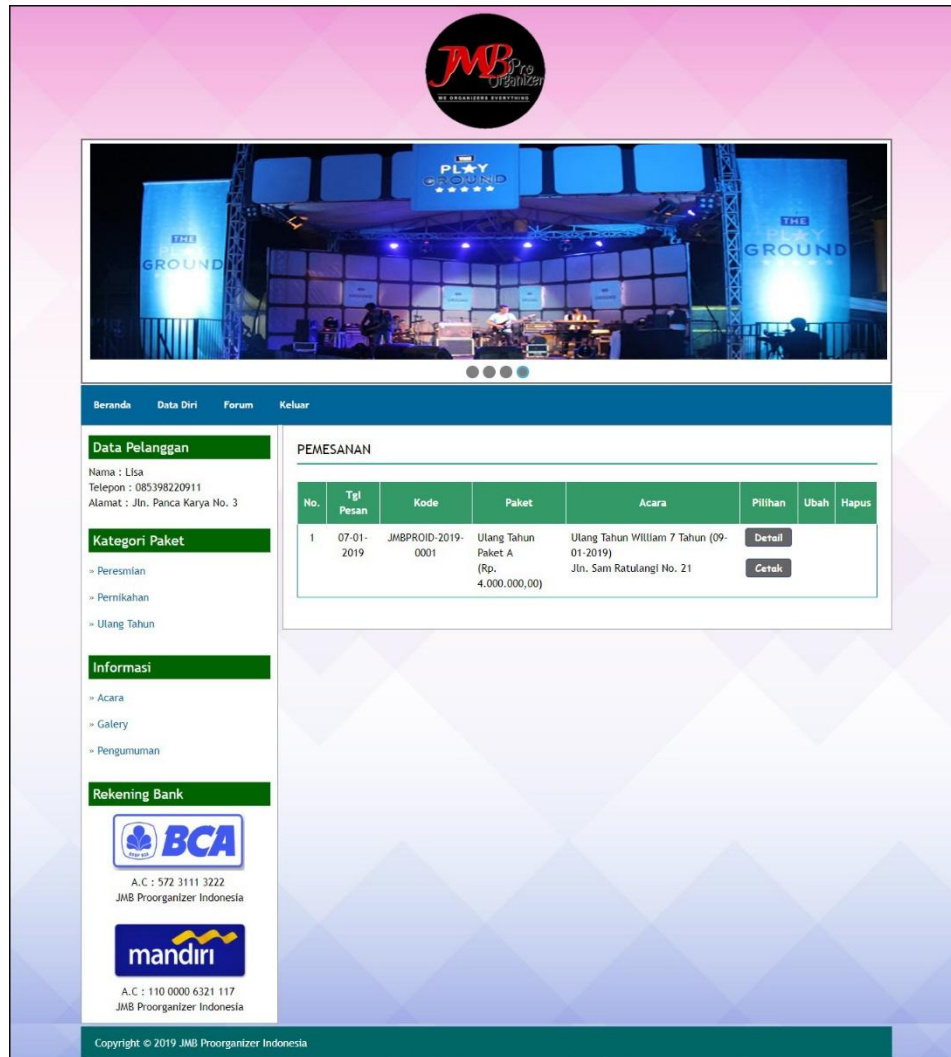 JMB Pro
Organizer
WE ORGANIZERS EVERYTHING
PLAY
GROUND
THE
PLAY
GROUND
THE
PLAY
GROUND
Beranda Data Diri Forum Keluar
Data Pelanggan
Nama : Lisa
Telepon : 085398220911
Alamat : Jln. Panca Karya No. 3
Kategori Paket
» Peresmian
» Pernikahan
» Ulang Tahun
Informasi
» Acara
» Galery
» Pengumuman
Rekening Bank
BCA
A.C : 572 3111 3222
JMB Proorganizer Indonesia
mandiri
A.C : 110 0000 6321 117
JMB Proorganizer Indonesia
PEMESANAN
No. Tgl Pesan Kode Paket Acara Pilihan Ubah Hapus
1 07-01- JMBPROID-2019- Ulang Tahun Ulang Tahun William 7 Tahun (09- Detail
2019 0001 Paket A 01-2019)
(Rp. Jln. Sam Ratulangi No. 21 Cetak
4.000.000,00)
Copyright © 2019 JMB Proorganizer Indonesia